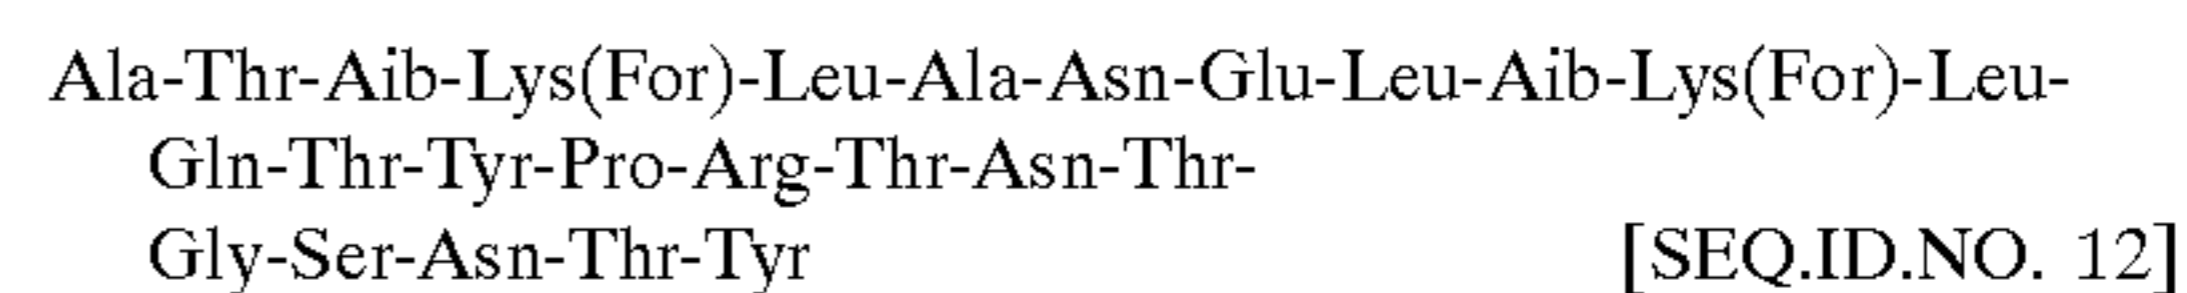 Ala-Thr-Aib-Lys(For)-Leu-Ala-Asn-Glu-Leu-Aib-Lys(For)-Leu-
Gln-Thr-Tyr-Pro-Arg-Thr-Asn-Thr-
Gly-Ser-Asn-Thr-Tyr [SEQ.ID.NO. 12]